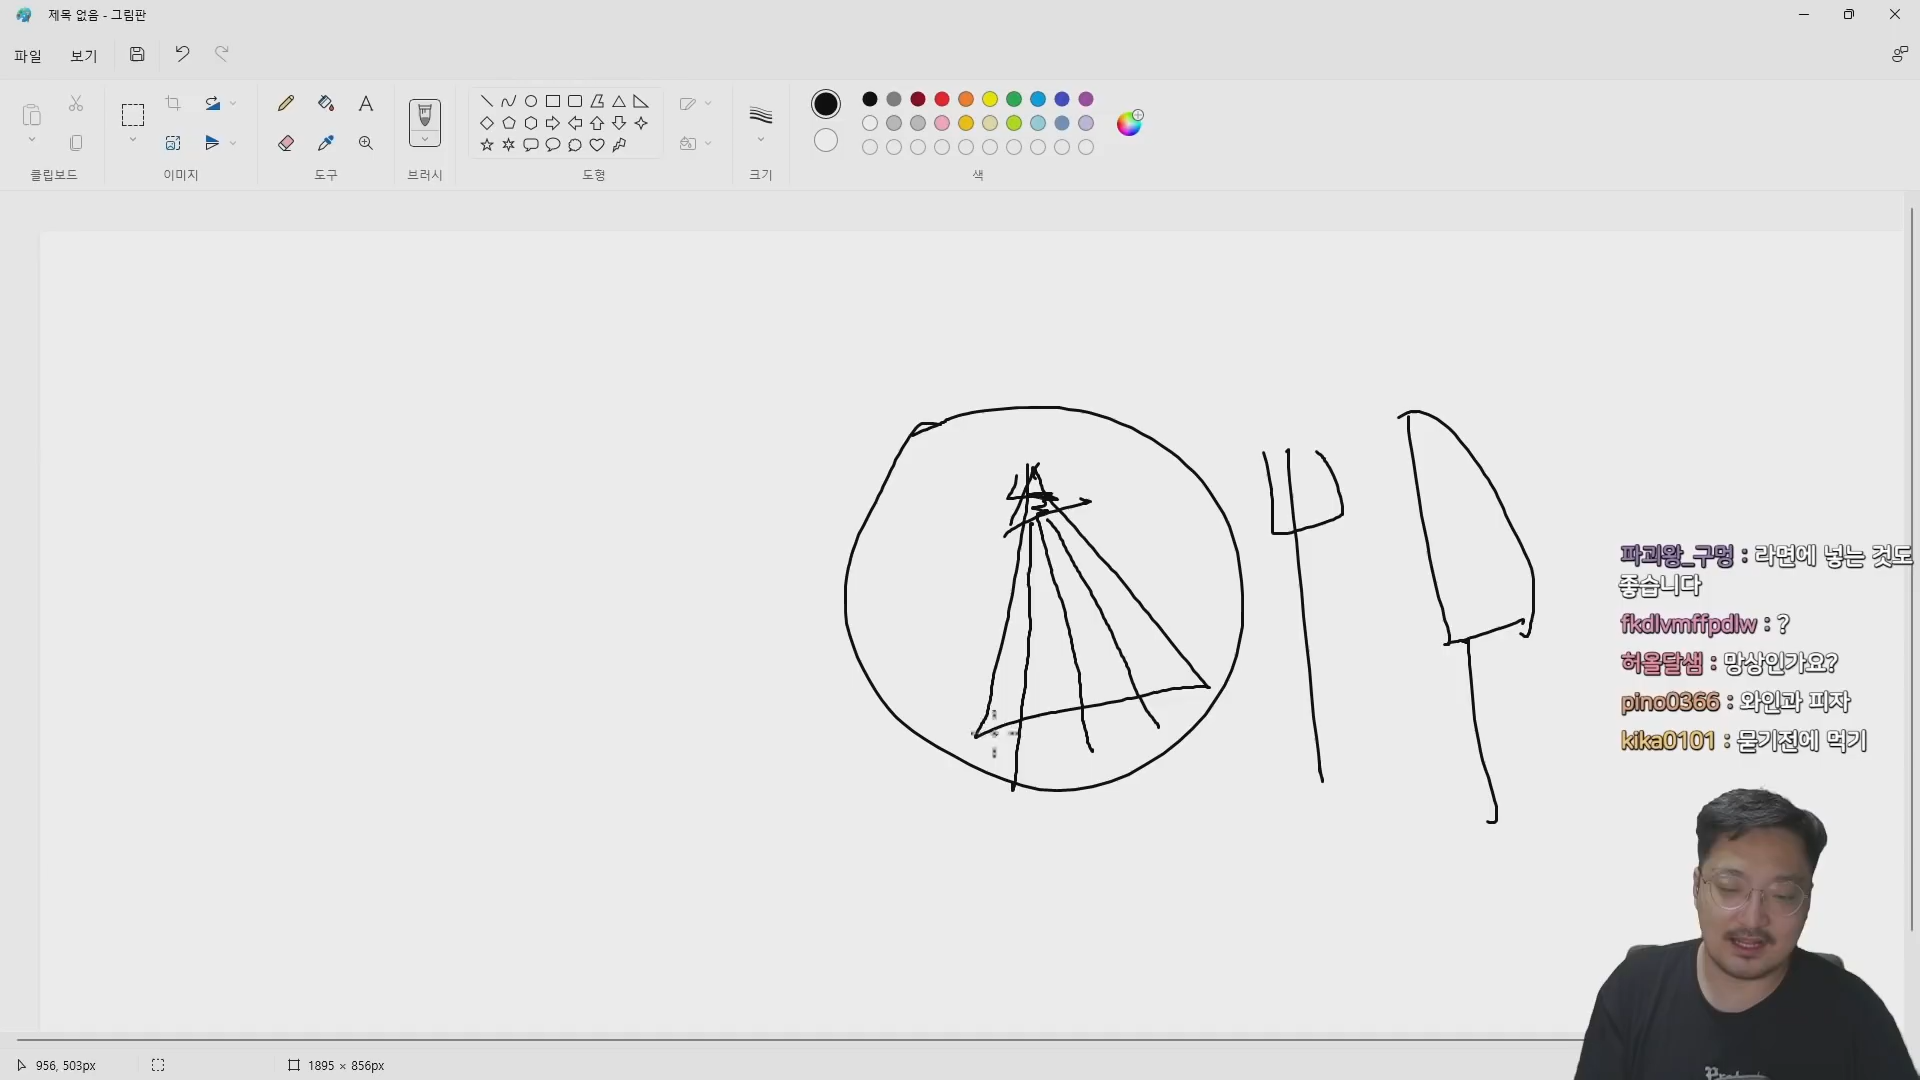 제목 없음 - 그림판
파일
보기
A
클립보드
이미지
도구
브러시
도형
크기
색
파괴왕_구멍 : 라면에 넣는 것도
좋습니다
fkdlvmffpdlw : ?
허올달쌤 : 망상인가요?
pino0366 : 와인과 피자
kika0101 : 묻기전에 먹기
956, 503px
1895 × 856px